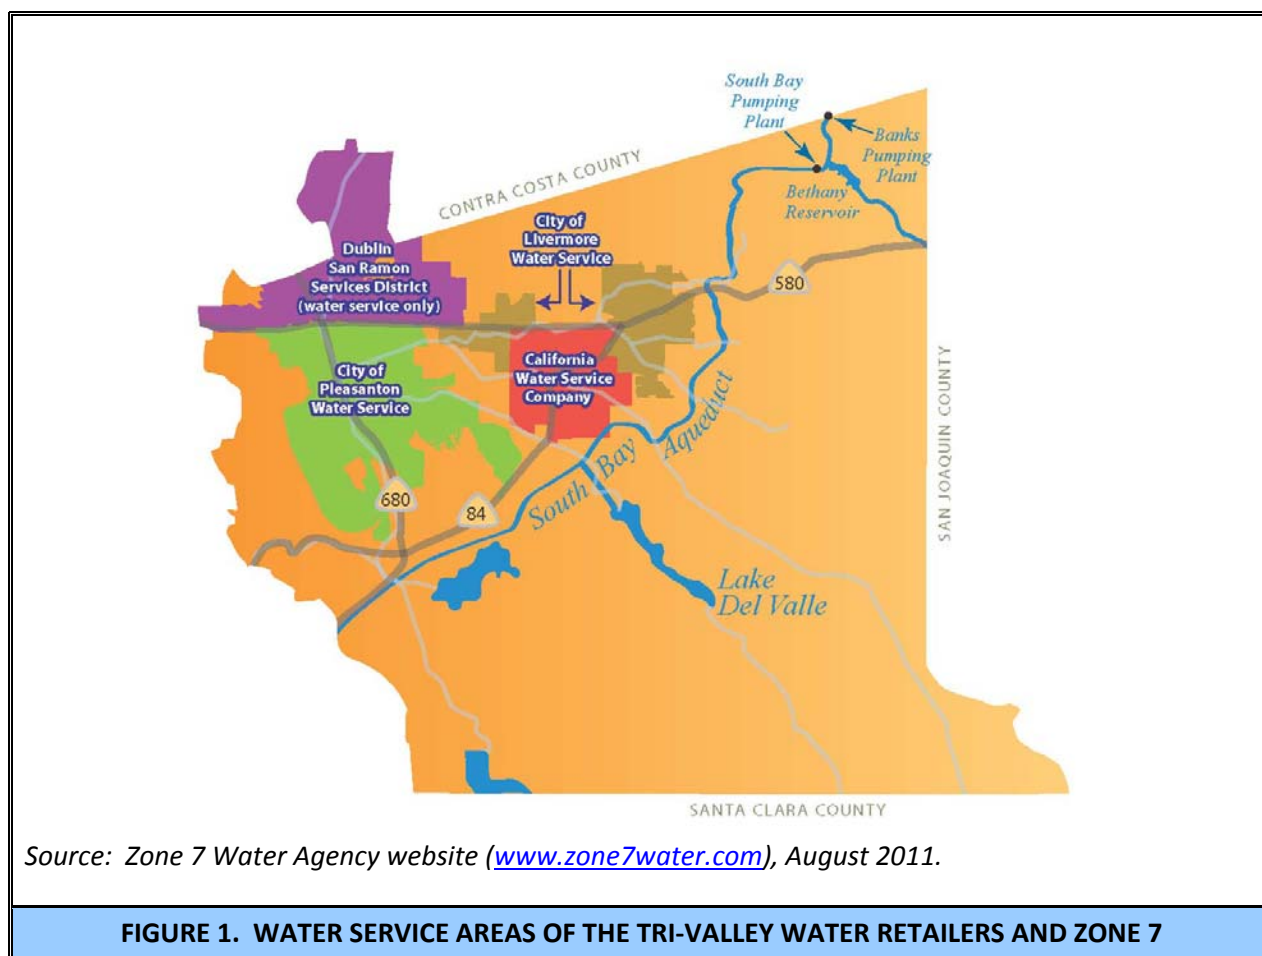 South Bay
Pumping
Plant
Banks
Pumping
Plant
Bethany
Reservoir
CONTRA COSTA COUNTY
City of
Livermore
Water Service
Dublin
San Ramon
Services District
(water service only)
580
California
Water Service
Company
City of
Pleasanton
Water Service
SAN JOAQUIN COUNTY
South Bay Aqueduct
680
84
Lake
Del Valle
SANTA CLARA COUNTY
Source: Zone 7 Water Agency website (www.zone7water.com), August 2011.
FIGURE 1. WATER SERVICE AREAS OF THE TRI-VALLEY WATER RETAILERS AND ZONE 7